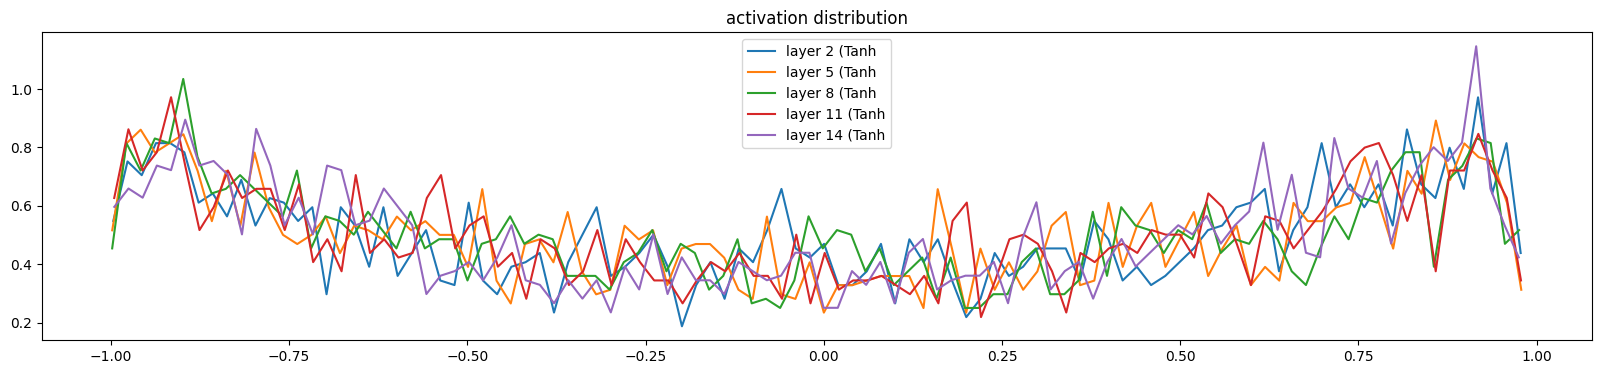 activation distribution
layer 2 (Tanh
layer 5 (Tanh
layer 8 (Tanh
layer 11 (Tanh
layer 14 (Tanh
1.0
0.8
0.6
0.4
0.2
−1.00 −0.75 −0.50 −0.25 0.00 0.25 0.50 0.75 1.00